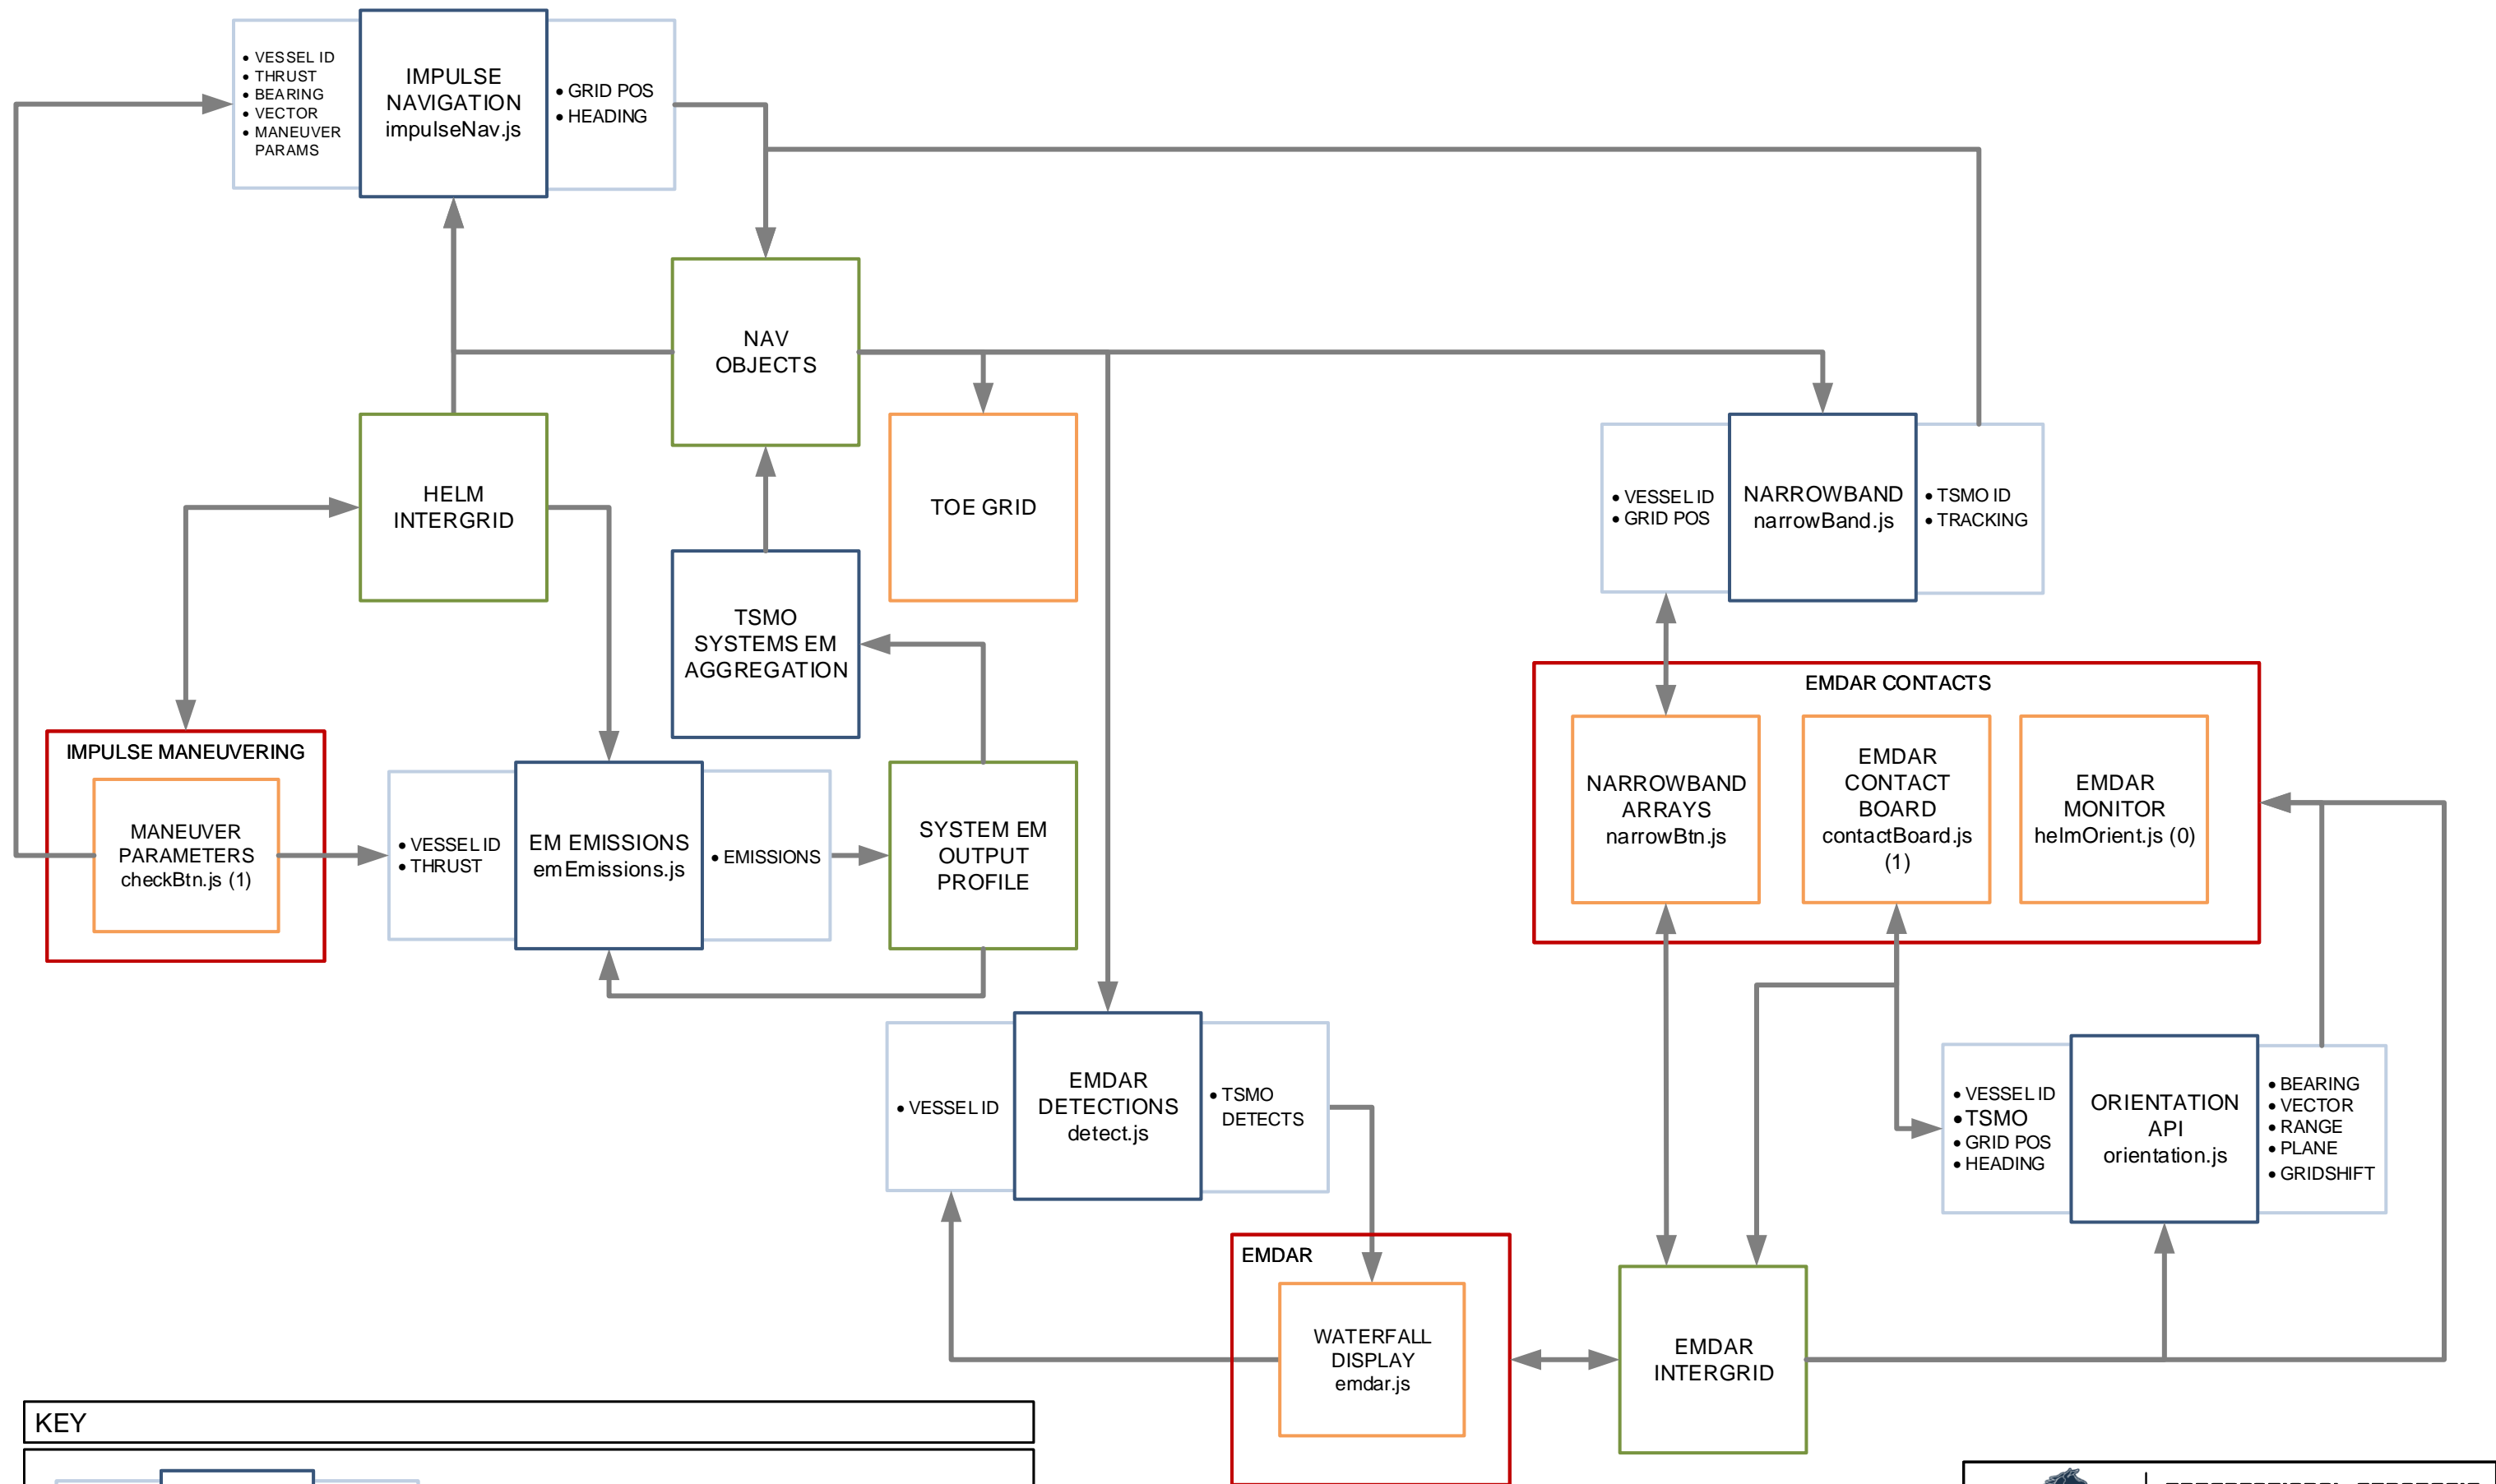 • VESSEL ID
• THRUST
• BEARING
• VECTOR
• MANEUVER
PARAMS
IMPULSE
NAVIGATION
impulseNav.js
• GRID POS
• HEADING
NAV
OBJECTS
HELM
INTERGRID
TOE GRID
• VESSEL ID
• GRID POS
NARROWBAND
narrowBand.js
• TSMO ID
• TRACKING
TSMO
SYSTEMS EM
AGGREGATION
IMPULSE MANEUVERING
MANEUVER
PARAMETERS
checkBtn.js (1)
• VESSEL ID
• THRUST
EM EMISSIONS
emEmissions.js
• EMISSIONS
SYSTEM EM
OUTPUT
PROFILE
EMDAR CONTACTS
NARROWBAND
ARRAYS
narrowBtn.js
EMDAR
CONTACT
BOARD
contactBoard.js
(1)
EMDAR
MONITOR
helmOrient.js (0)
• VESSEL ID
EMDAR
DETECTIONS
detect.js
• TSMO
DETECTS
• VESSEL ID
• TSMO
• GRID POS
• HEADING
ORIENTATION
API
orientation.js
• BEARING
• VECTOR
• RANGE
• PLANE
• GRIDSHIFT
EMDAR
WATERFALL
DISPLAY
emdar.js
EMDAR
INTERGRID
KEY